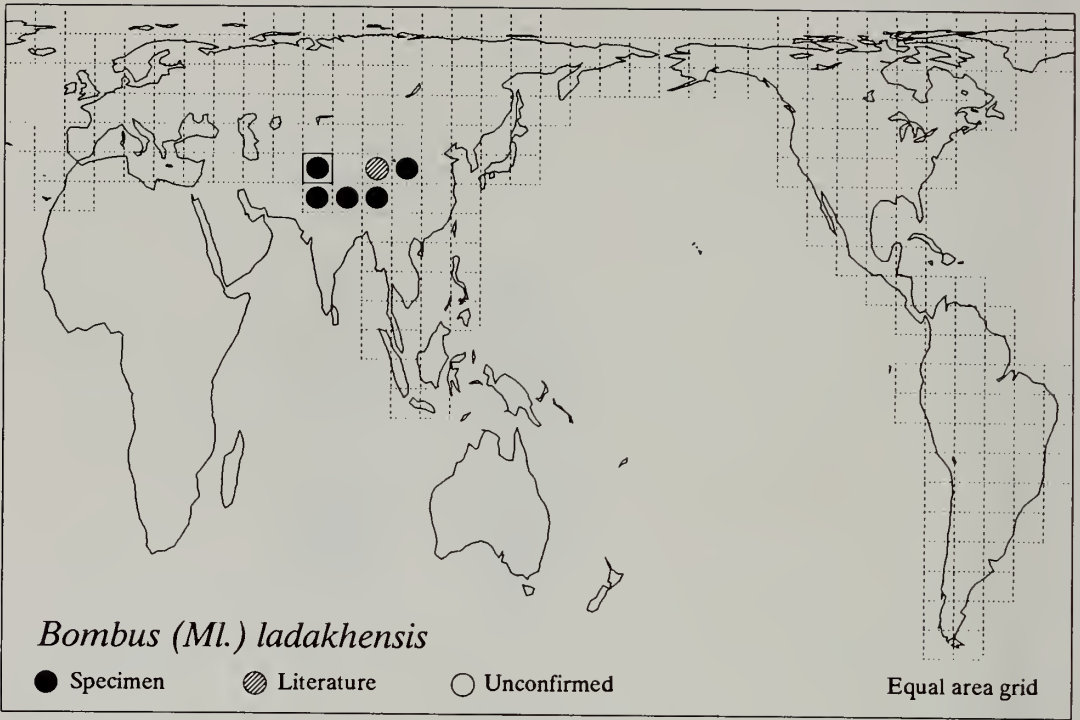 Bombus (Ml.) ladakhensis
Specimen Literature Unconfirmed Equal area grid